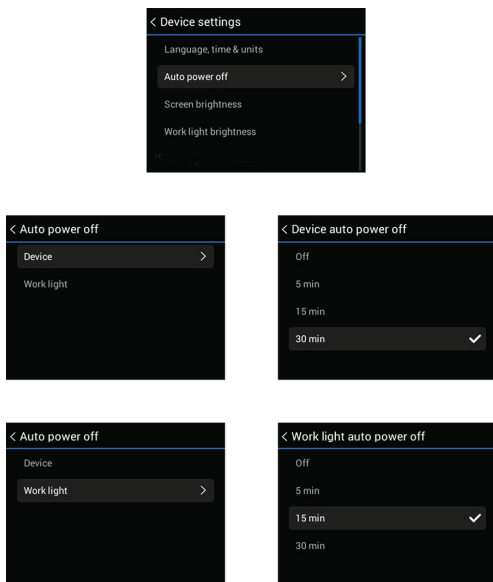 Device settings
Language, time & units
Auto power off
Screen brightness
Work light brightness
Auto power off
Device
Work light
Device auto power off
Off
5 min
15 min
30 min
Auto power off
Device
Work light
Work light auto power off
Off
5 min
15 min
30 min